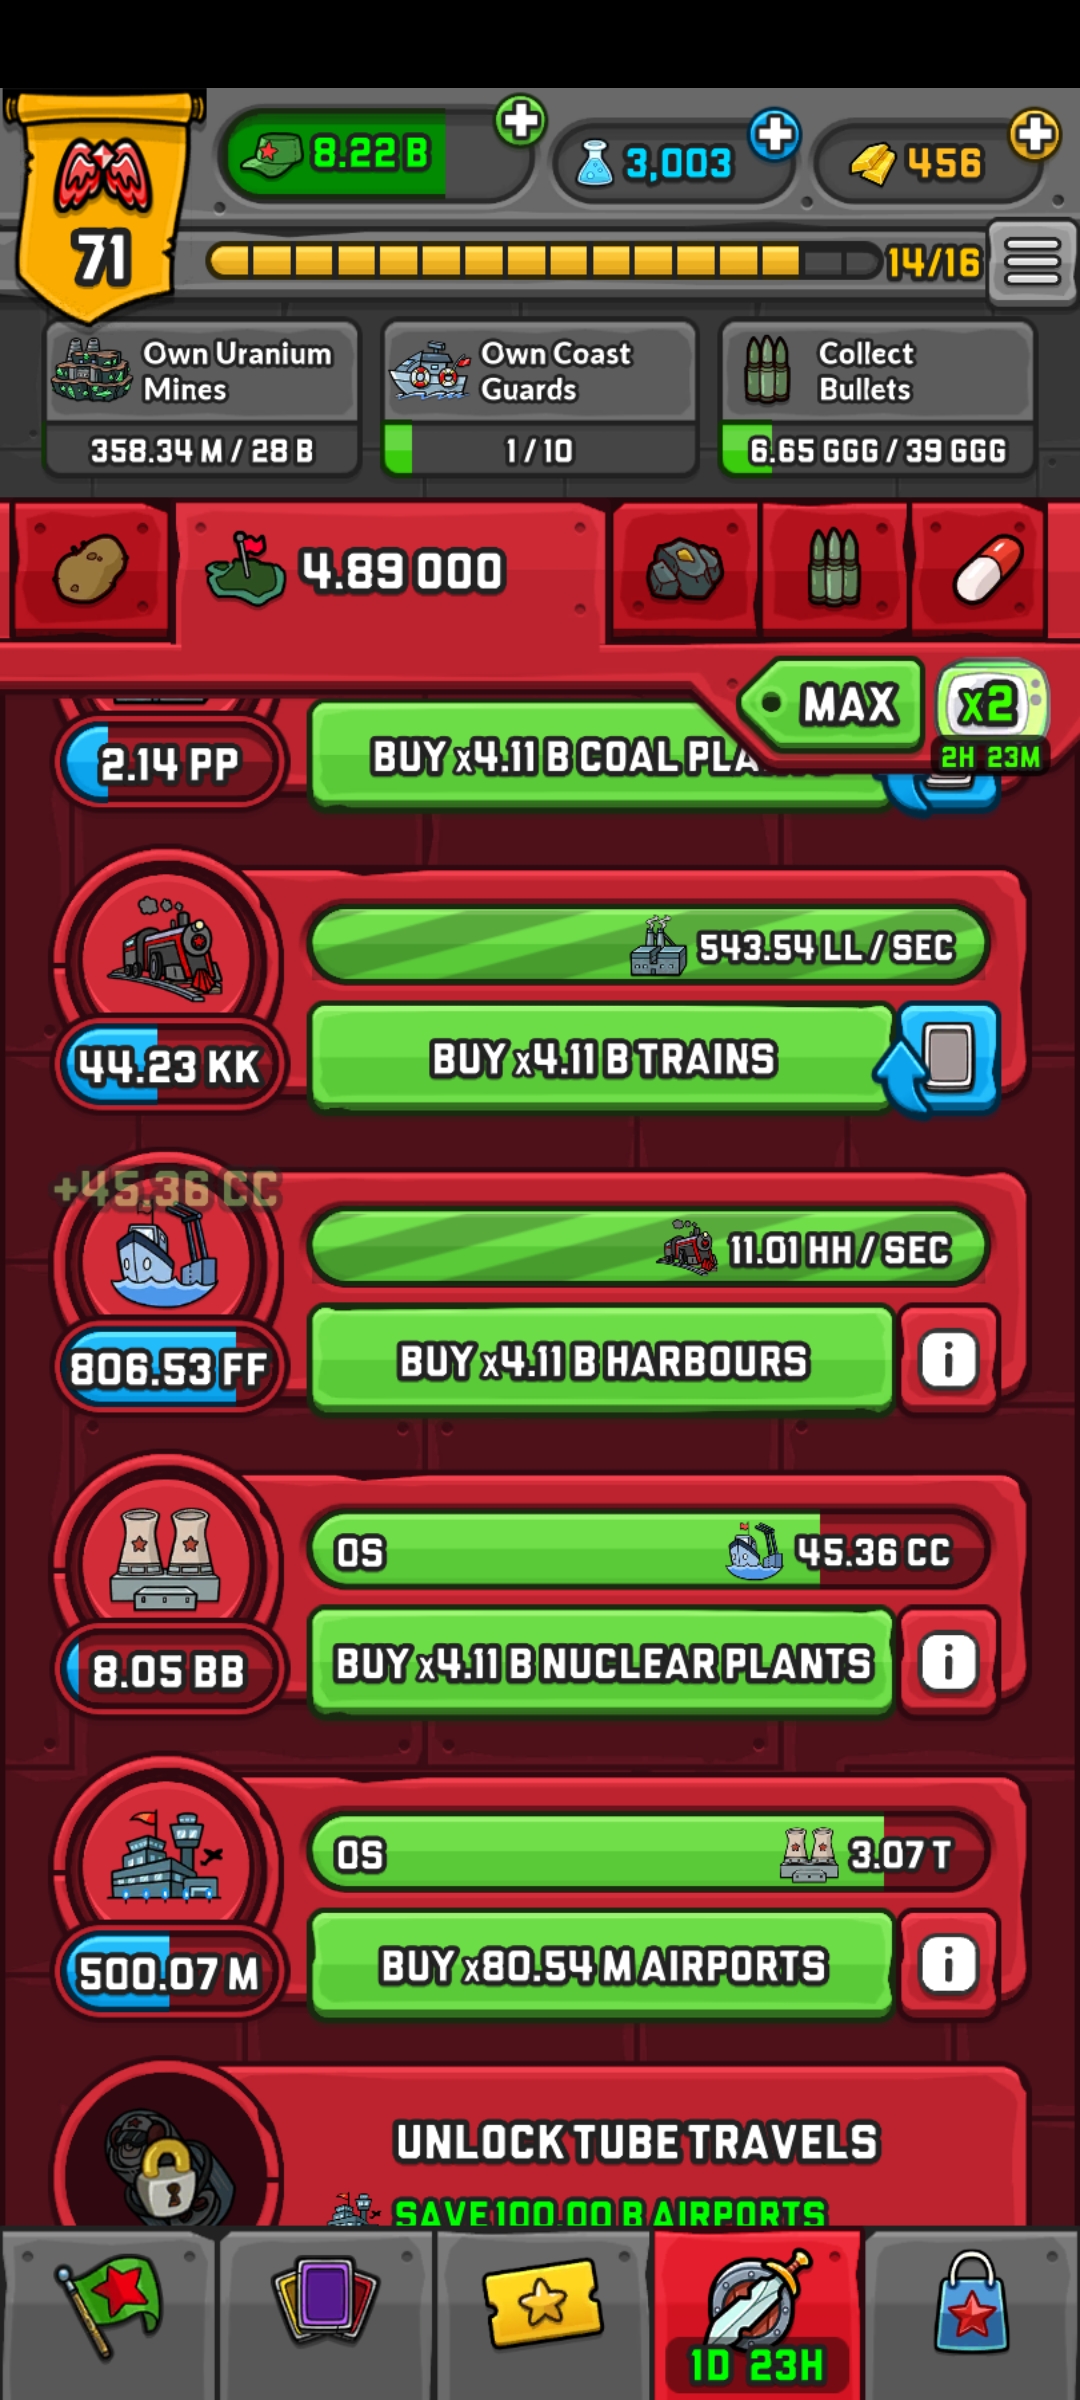 8.22 B
3,003
456
71
14/16
Own Uranium
Mines
358.34 M / 28 B
Own Coast
Guards
1 / 10
Collect
Bullets
6.65 GGG / 39 GGG
4.89 000
MAX
x2
2H 23M
2.14 PP
BUY x4.11 B COAL
543.54 LL / SEC
44.23 KK
BUY x4.11 B TRAINS
+45.36 CC
11.01 HH / SEC
806.53 FF
BUY x4.11 B HARBOURS
i
0S
45.36 CC
8.05 BB
BUY x4.11 B NUCLEAR PLANTS
i
0S
3.07 T
500.07 M
BUY x80.54 M AIRPORTS
i
UNLOCK TUBE TRAVELS
SAVE 100.00 B AIRPORTS
1D 23H